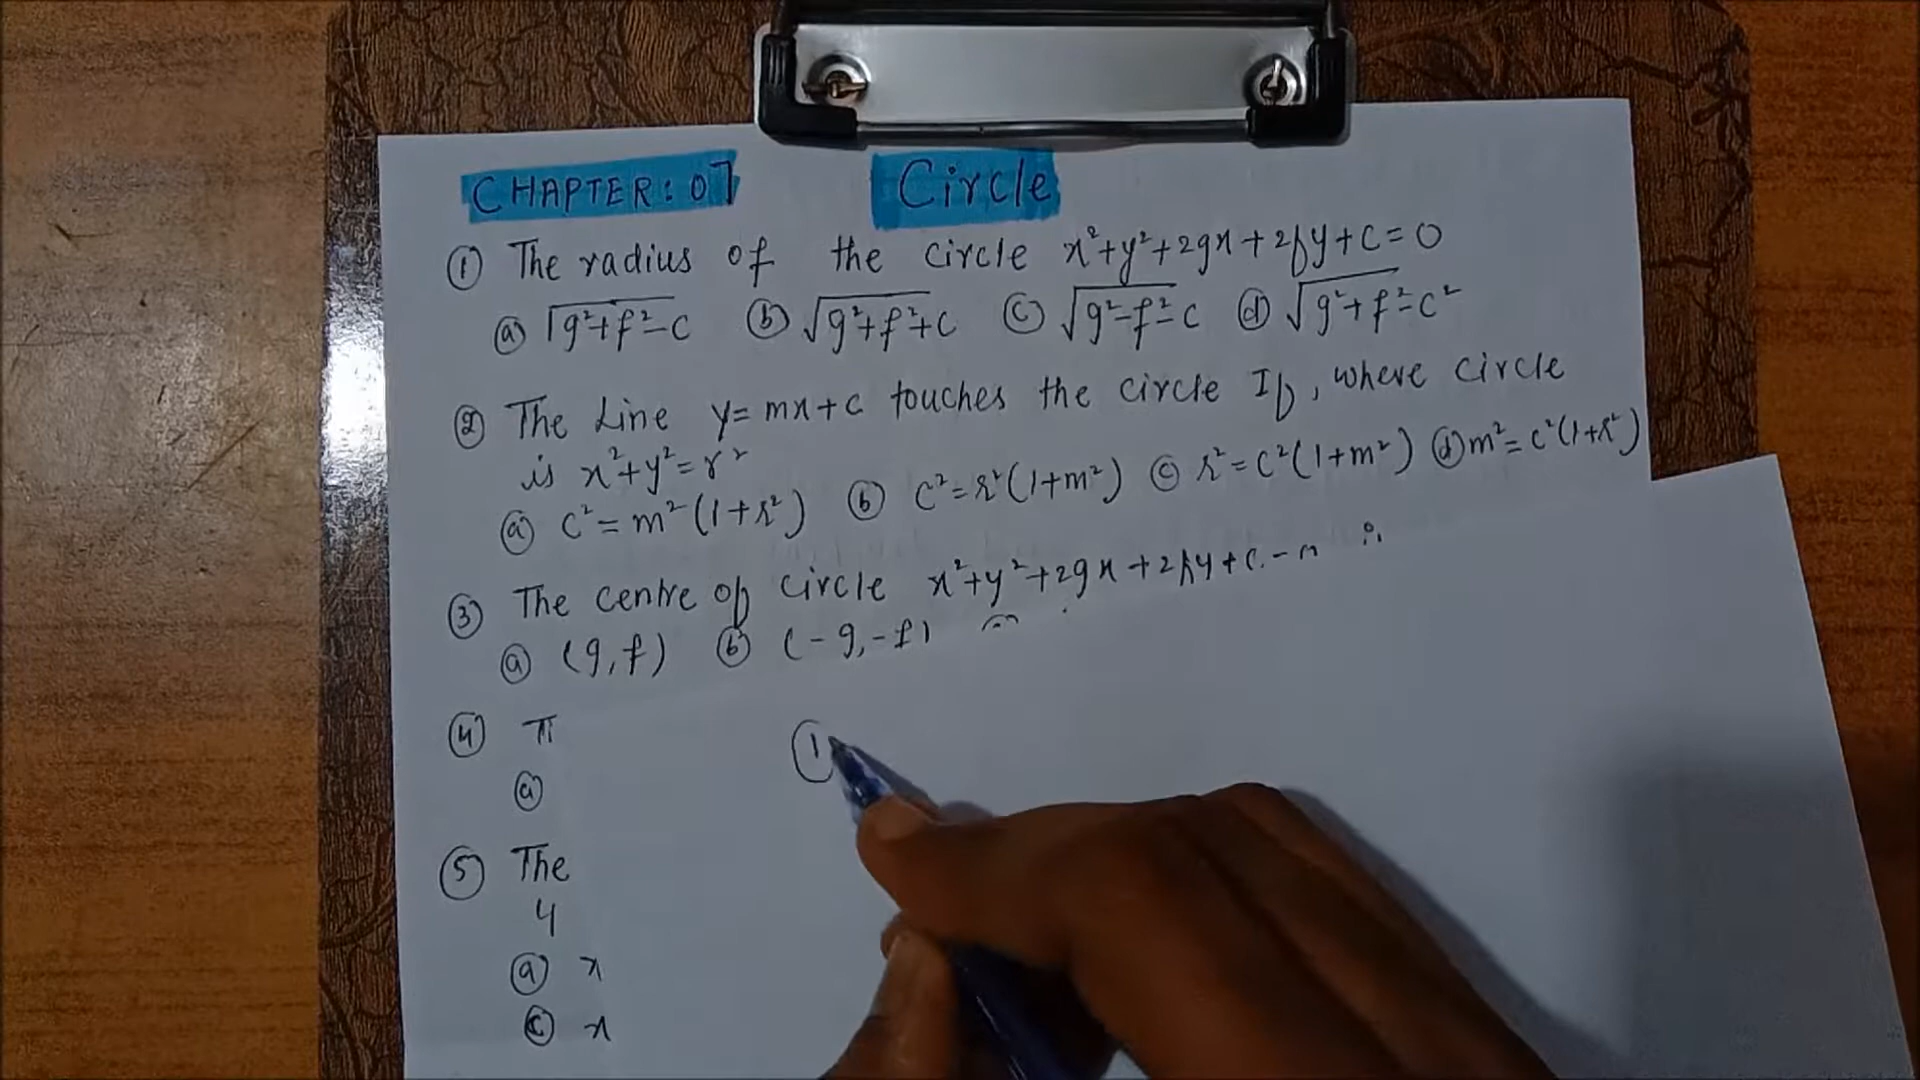 CHAPTER: 07 Circle
① The radius of the circle x²+y²+2gx+2fy+c=0
ⓐ √g²+f²-c ⓑ √g²+f²+c ⓒ √g²-f²-c ⓓ √g²+f²-c²
② The Line y=mx+c touches the circle If, where circle
is x²+y²=r²
ⓐ c²=m²(1+r²) ⓑ c²=r²(1+m²) ⓒ r²=c²(1+m²) ⓓ m²=c²(1+r²)
③ The centre of circle x²+y²+2gx+2fy+c
ⓐ (g,f) ⓑ (-g,-f)
④
ⓐ
①
⑤ The
4
ⓐ x
ⓒ x